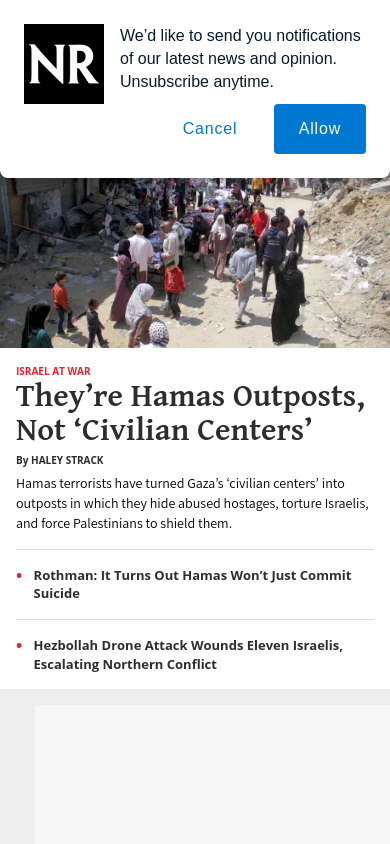 NR
We’d like to send you notifications
of our latest news and opinion.
Unsubscribe anytime.
Cancel
Allow
ISRAEL AT WAR
They’re Hamas Outposts,
Not ‘Civilian Centers’
By HALEY STRACK
Hamas terrorists have turned Gaza’s ‘civilian centers’ into
outposts in which they hide abused hostages, torture Israelis,
and force Palestinians to shield them.
• Rothman: It Turns Out Hamas Won’t Just Commit
Suicide
• Hezbollah Drone Attack Wounds Eleven Israelis,
Escalating Northern Conflict